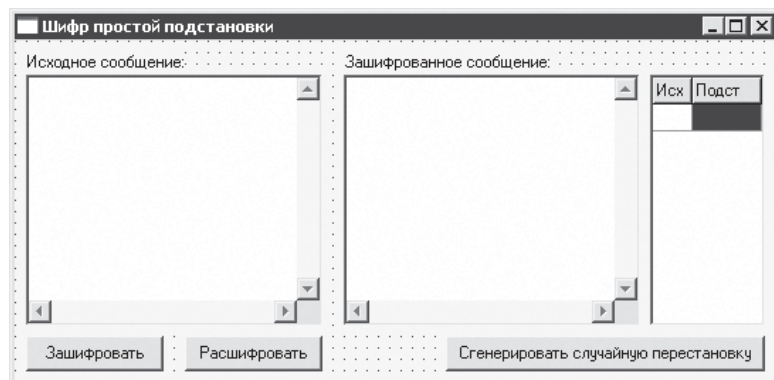 Шифр простой подстановки
Исходное сообщение:
Зашифрованное сообщение:
Исх Подст
Зашифровать Расшифровать Сгенерировать случайную перестановку